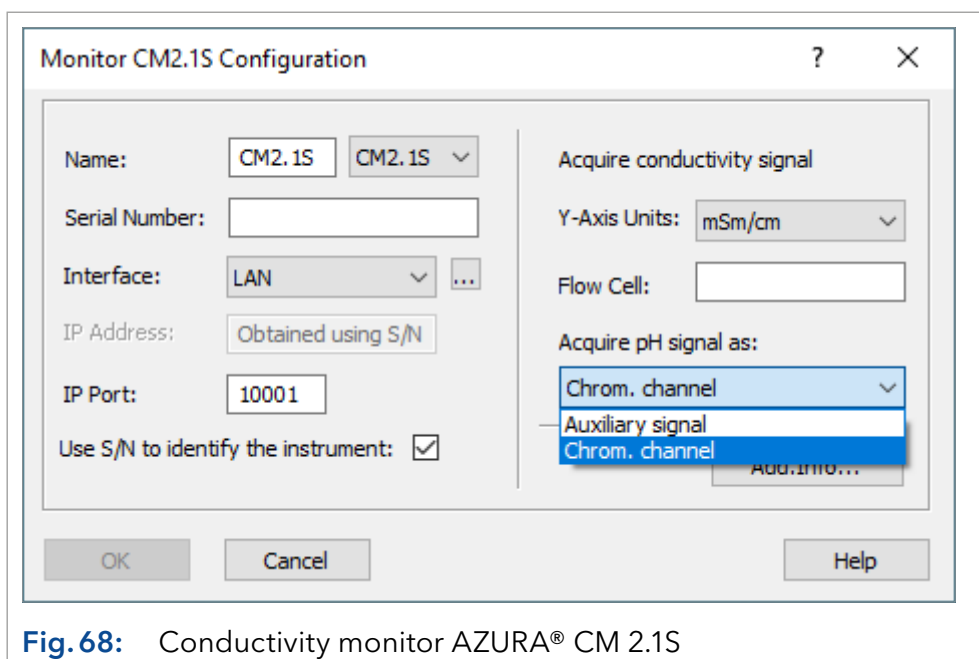 Monitor CM2.1S Configuration ? ×
Name: CM2.1S CM2.1S
Serial Number:
Interface: LAN ...
IP Address: Obtained using S/N
IP Port: 10001
Use S/N to identify the instrument:
Acquire conductivity signal
Y-Axis Units: mSm/cm
Flow Cell:
Acquire pH signal as:
Chrom. channel
Auxiliary signal
Chrom. channel
Add.Info...
OK Cancel Help
Fig. 68: Conductivity monitor AZURA® CM 2.1S